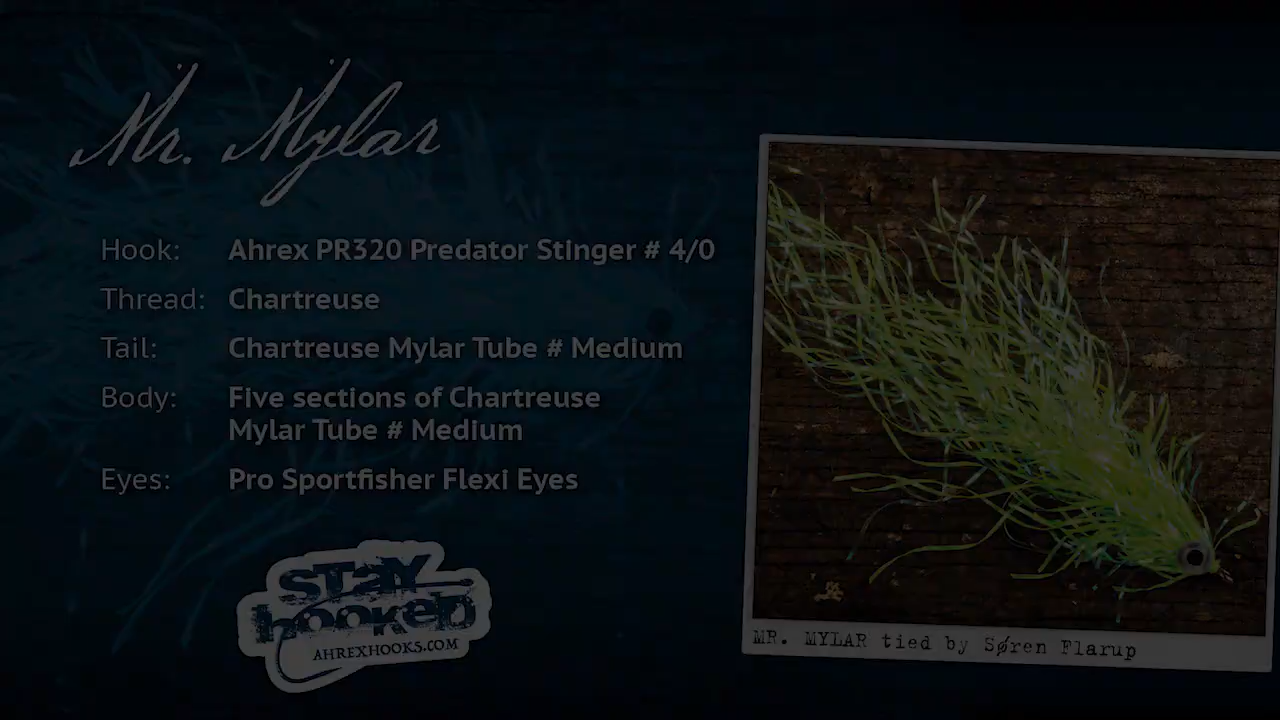 Mr. Mylar
Hook: Ahrex PR320 Predator Stinger # 4/0
Thread: Chartreuse
Tail: Chartreuse Mylar Tube # Medium
Body: Five sections of Chartreuse
Mylar Tube # Medium
Eyes: Pro Sportfisher Flexi Eyes
STAY
HOOKED
AHREXHOOKS.COM
MR. MYLAR tied by Søren Flarup